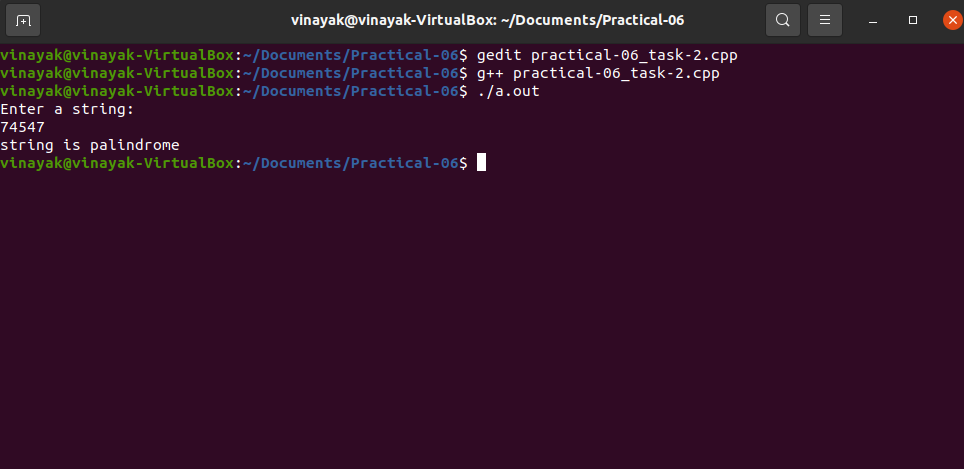 vinayak@vinayak-VirtualBox: ~/Documents/Practical-06
vinayak@vinayak-VirtualBox:~/Documents/Practical-06$ gedit practical-06_task-2.cpp
vinayak@vinayak-VirtualBox:~/Documents/Practical-06$ g++ practical-06_task-2.cpp
vinayak@vinayak-VirtualBox:~/Documents/Practical-06$ ./a.out
Enter a string:
74547
string is palindrome
vinayak@vinayak-VirtualBox:~/Documents/Practical-06$